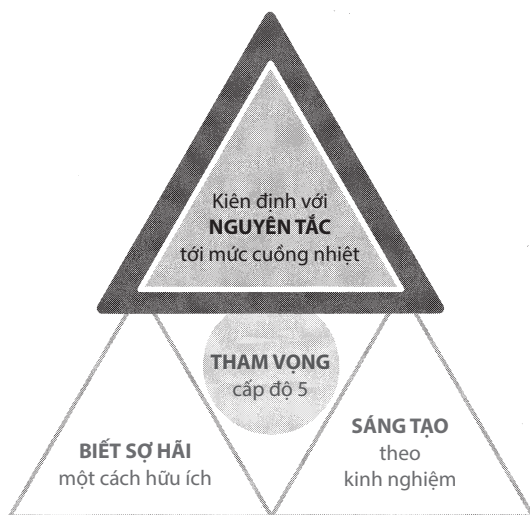 Kiên định với
NGUYÊN TẮC
tới mức cuồng nhiệt
THAM VỌNG
cấp độ 5
BIẾT SỢ HÃI
một cách hữu ích
SÁNG TẠO
theo
kinh nghiệm